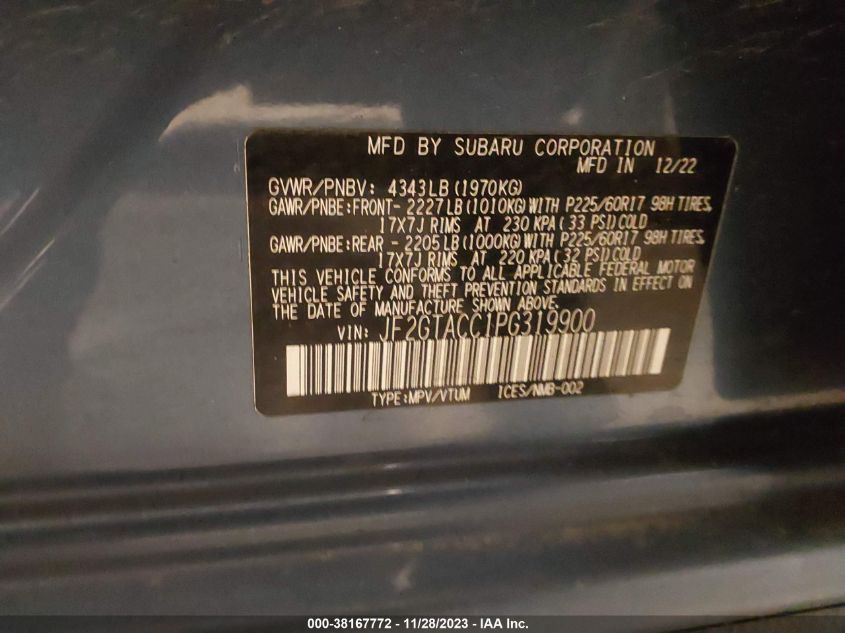 MFD BY SUBARU CORPORATION
MFD IN 12/22
GVWR/PNBV: 4343LB (1970KG)
GAWR/PNBE:FRONT- 2227 LB (1010KG) WITH P225/60R17 98H TIRES,
17X7J RIMS AT 230 KPA ( 33 PSI) COLD
GAWR/PNBE:REAR - 2205 LB (1000KG) WITH P225/60R17 98H TIRES,
17X7J RIMS AT 220 KPA ( 32 PSI) COLD
THIS VEHICLE CONFORMS TO ALL APPLICABLE FEDERAL MOTOR
VEHICLE SAFETY AND THEFT PREVENTION STANDARDS IN EFFECT ON
THE DATE OF MANUFACTURE SHOWN ABOVE.
VIN: JF2GTACC1PG319900
TYPE:MPV/VTUM ICES/NMB-002
000-38167772 - 11/28/2023 - IAA Inc.